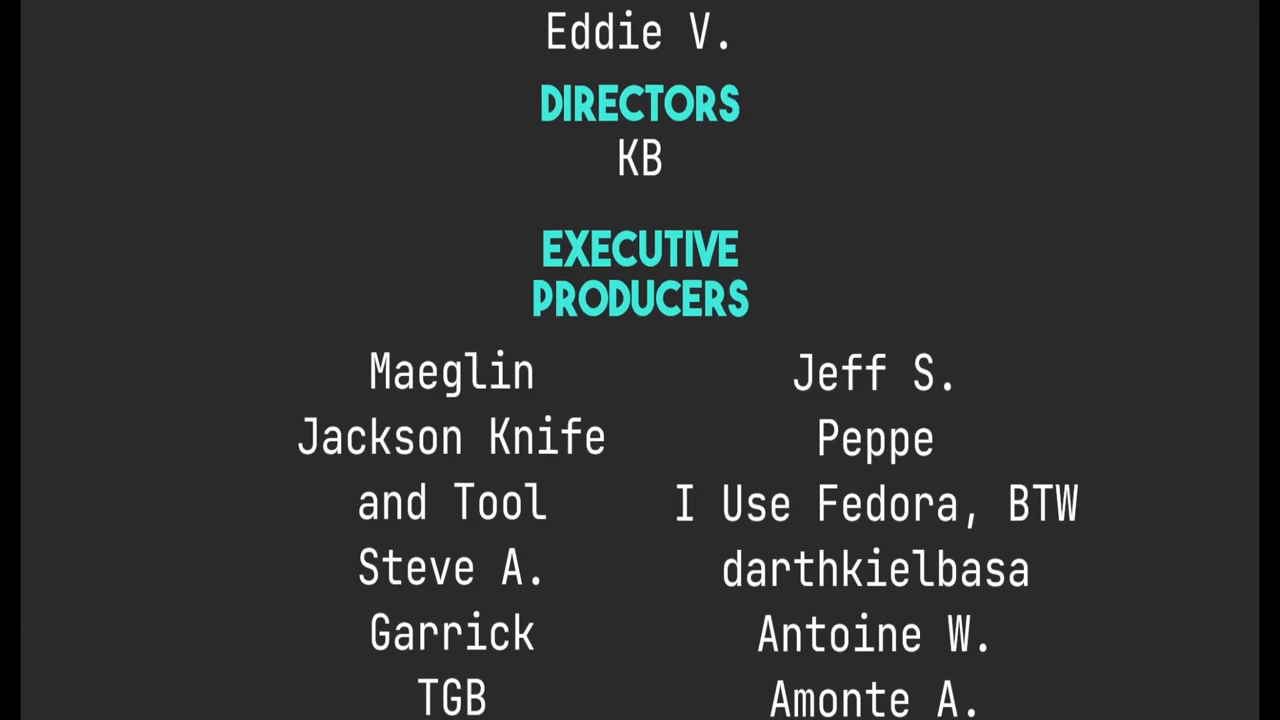 Eddie V.
DIRECTORS
KB
EXECUTIVE
PRODUCERS
Maeglin
Jackson Knife
and Tool
Steve A.
Garrick
TGB
Jeff S.
Peppe
I Use Fedora, BTW
darthkielbasa
Antoine W.
Amonte A.